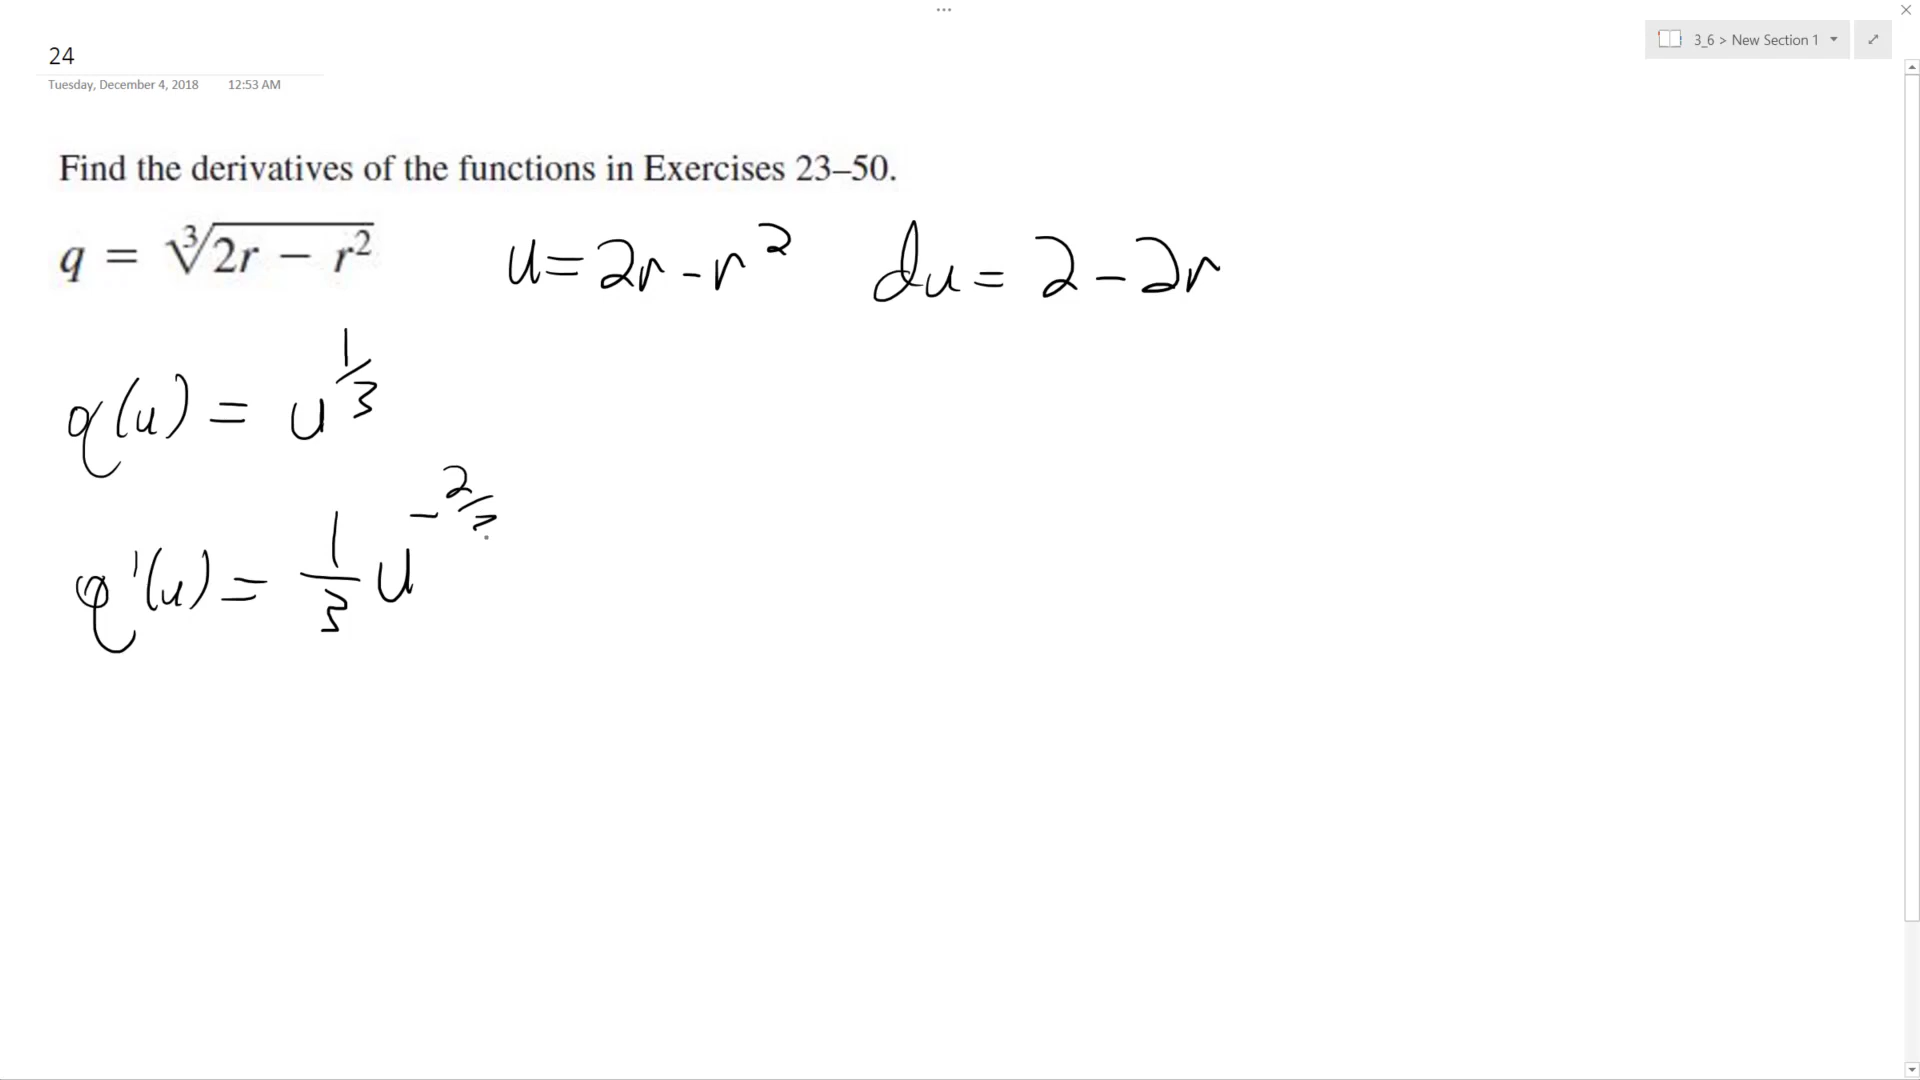 ...
3_6 > New Section 1
24
Tuesday, December 4, 2018 12:53 AM
Find the derivatives of the functions in Exercises 23–50.
q = ∛(2r − r²) u = 2r - r² du = 2 - 2r
q(u) = u^(1/3)
q'(u) = 1/3 u^(-2/3)